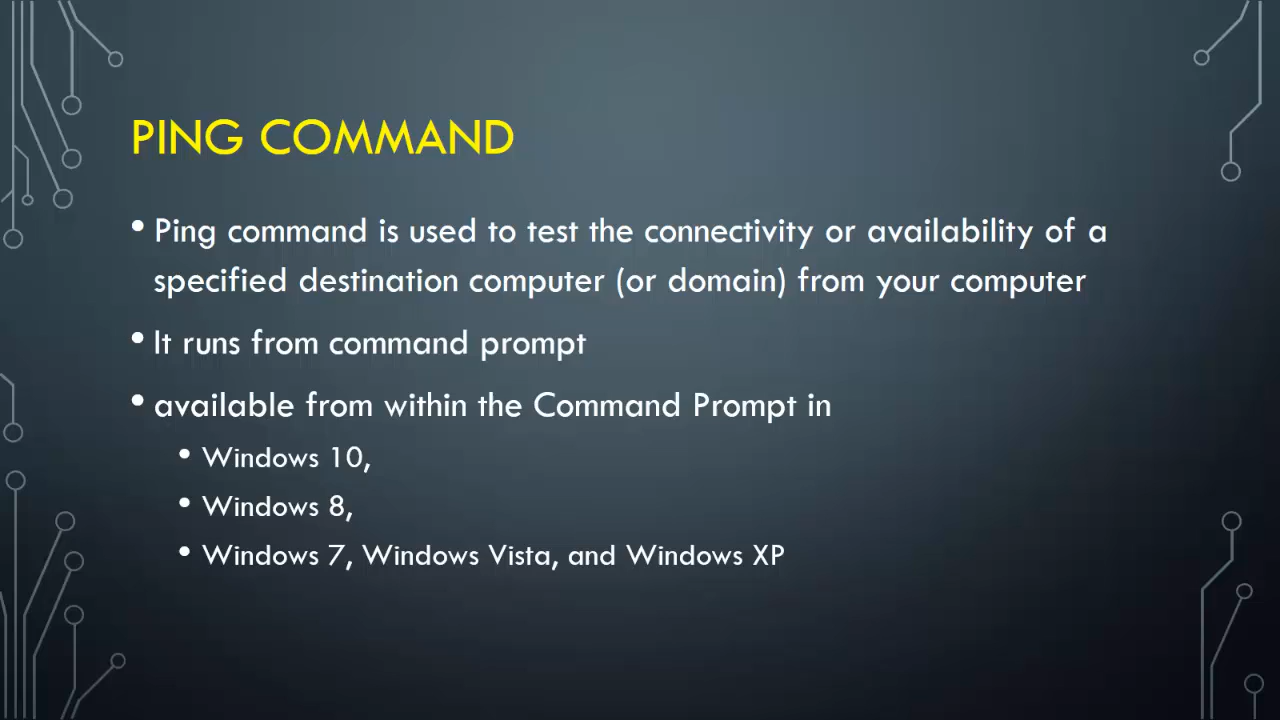 PING COMMAND
• Ping command is used to test the connectivity or availability of a
specified destination computer (or domain) from your computer
• It runs from command prompt
• available from within the Command Prompt in
• Windows 10,
• Windows 8,
• Windows 7, Windows Vista, and Windows XP